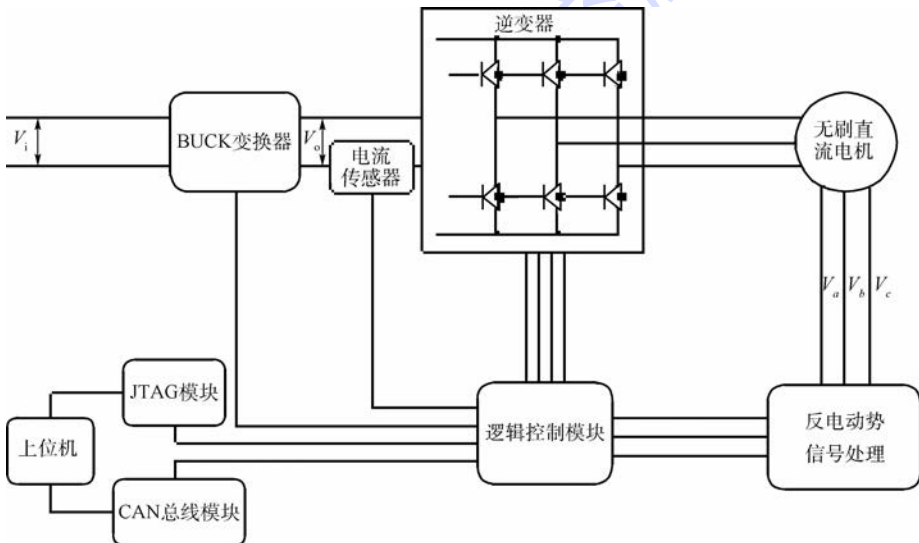 逆变器
Vi
BUCK变换器
Vo
电流
传感器
无刷直
流电机
Va
Vb
Vc
JTAG模块
上位机
逻辑控制模块
反电动势
信号处理
CAN总线模块